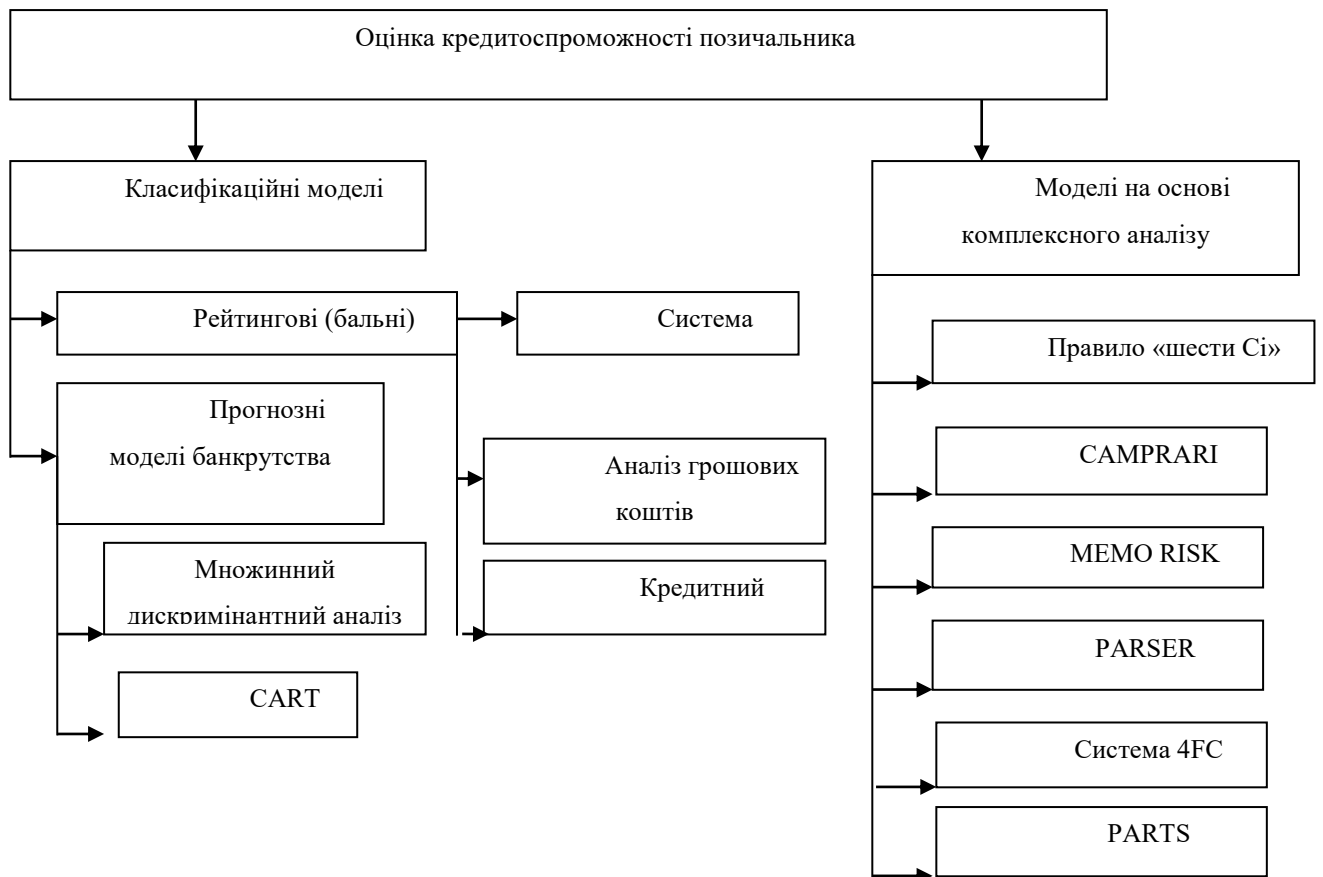 Оцінка кредитоспроможності позичальника
Класифікаційні моделі
Моделі на основі
комплексного аналізу
Рейтингові (бальні)
Система
Правило «шести Сі»
Прогнозні
моделі банкрутства
Аналіз грошових
коштів
CAMPRARI
Множинний
дискримінантний аналіз
Кредитний
MEMO RISK
PARSER
CART
Система 4FC
PARTS